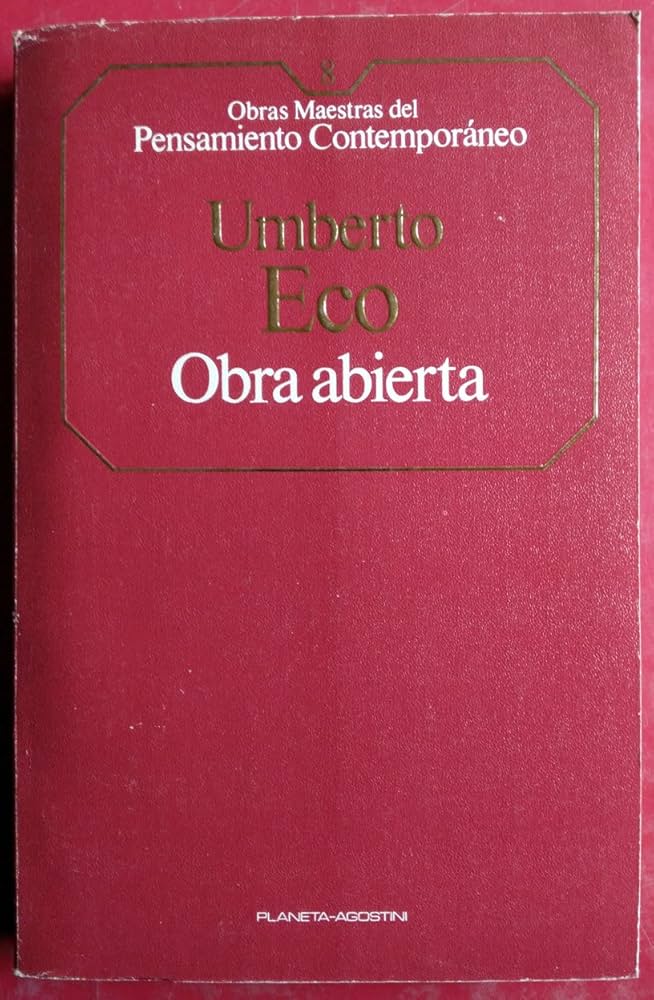 8
Obras Maestras del
Pensamiento Contemporáneo
Umberto
Eco
Obra abierta
PLANETA-AGOSTINI